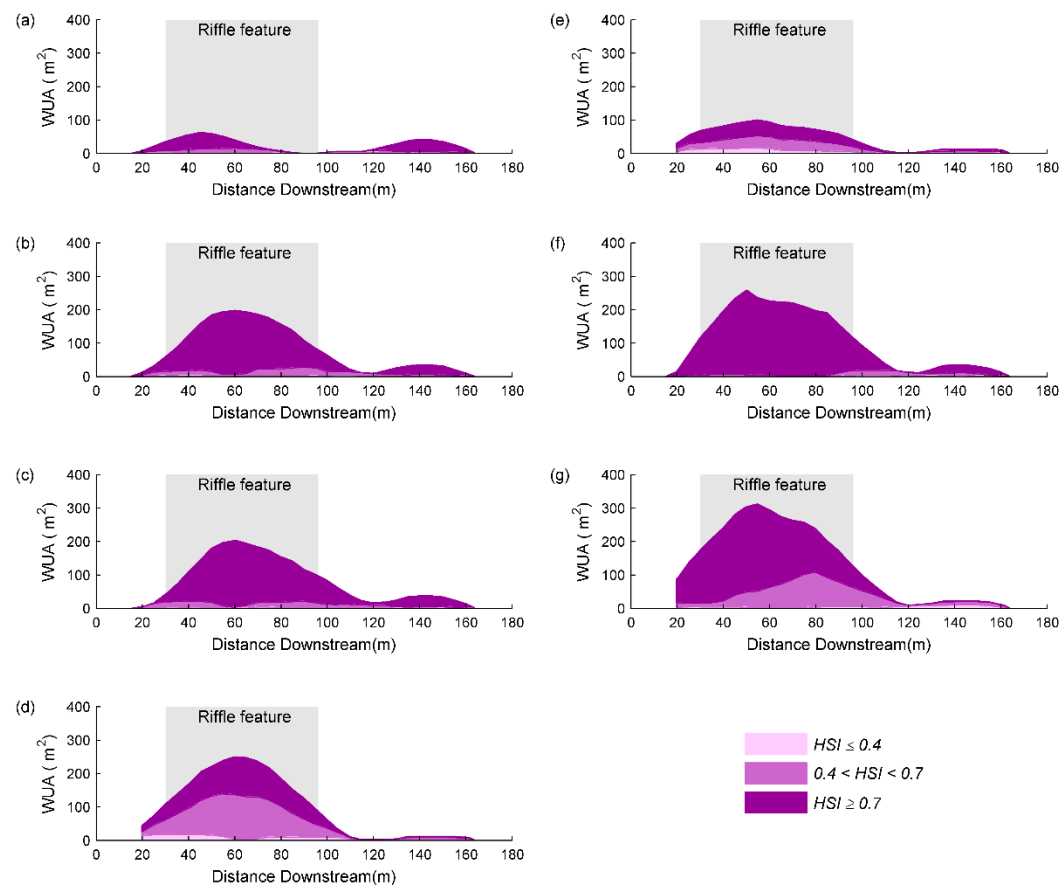 (a)
Riffle feature
400
300
200
100
0
WUA ( m²)
0 20 40 60 80 100 120 140 160 180
Distance Downstream(m)
(b)
Riffle feature
400
300
200
100
0
WUA ( m²)
0 20 40 60 80 100 120 140 160 180
Distance Downstream(m)
(c)
Riffle feature
400
300
200
100
0
WUA ( m²)
0 20 40 60 80 100 120 140 160 180
Distance Downstream(m)
(d)
Riffle feature
400
300
200
100
0
WUA ( m²)
0 20 40 60 80 100 120 140 160 180
Distance Downstream(m)
(e)
Riffle feature
400
300
200
100
0
WUA ( m²)
0 20 40 60 80 100 120 140 160 180
Distance Downstream(m)
(f)
Riffle feature
400
300
200
100
0
WUA ( m²)
0 20 40 60 80 100 120 140 160 180
Distance Downstream(m)
(g)
Riffle feature
400
300
200
100
0
WUA ( m²)
0 20 40 60 80 100 120 140 160 180
Distance Downstream(m)
HSI ≤ 0.4
0.4 < HSI < 0.7
HSI ≥ 0.7